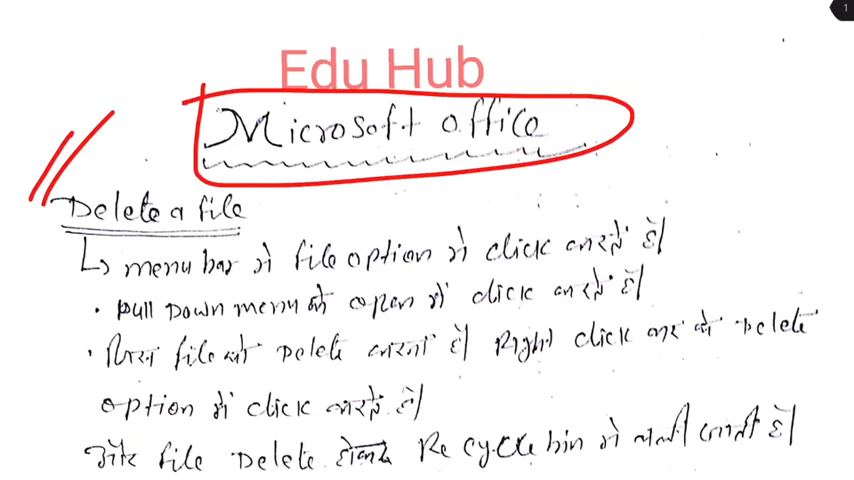 1
Edu Hub
Microsoft office
Delete a file
↳ menu bar में file option में click करते हैं।
· Pull Down menu के open में click करते हैं।
· जिस file को Delete करना है। Right click कर के Delete
option में click करते हैं।
और file Delete होकर Recycle bin में चली जाती है।